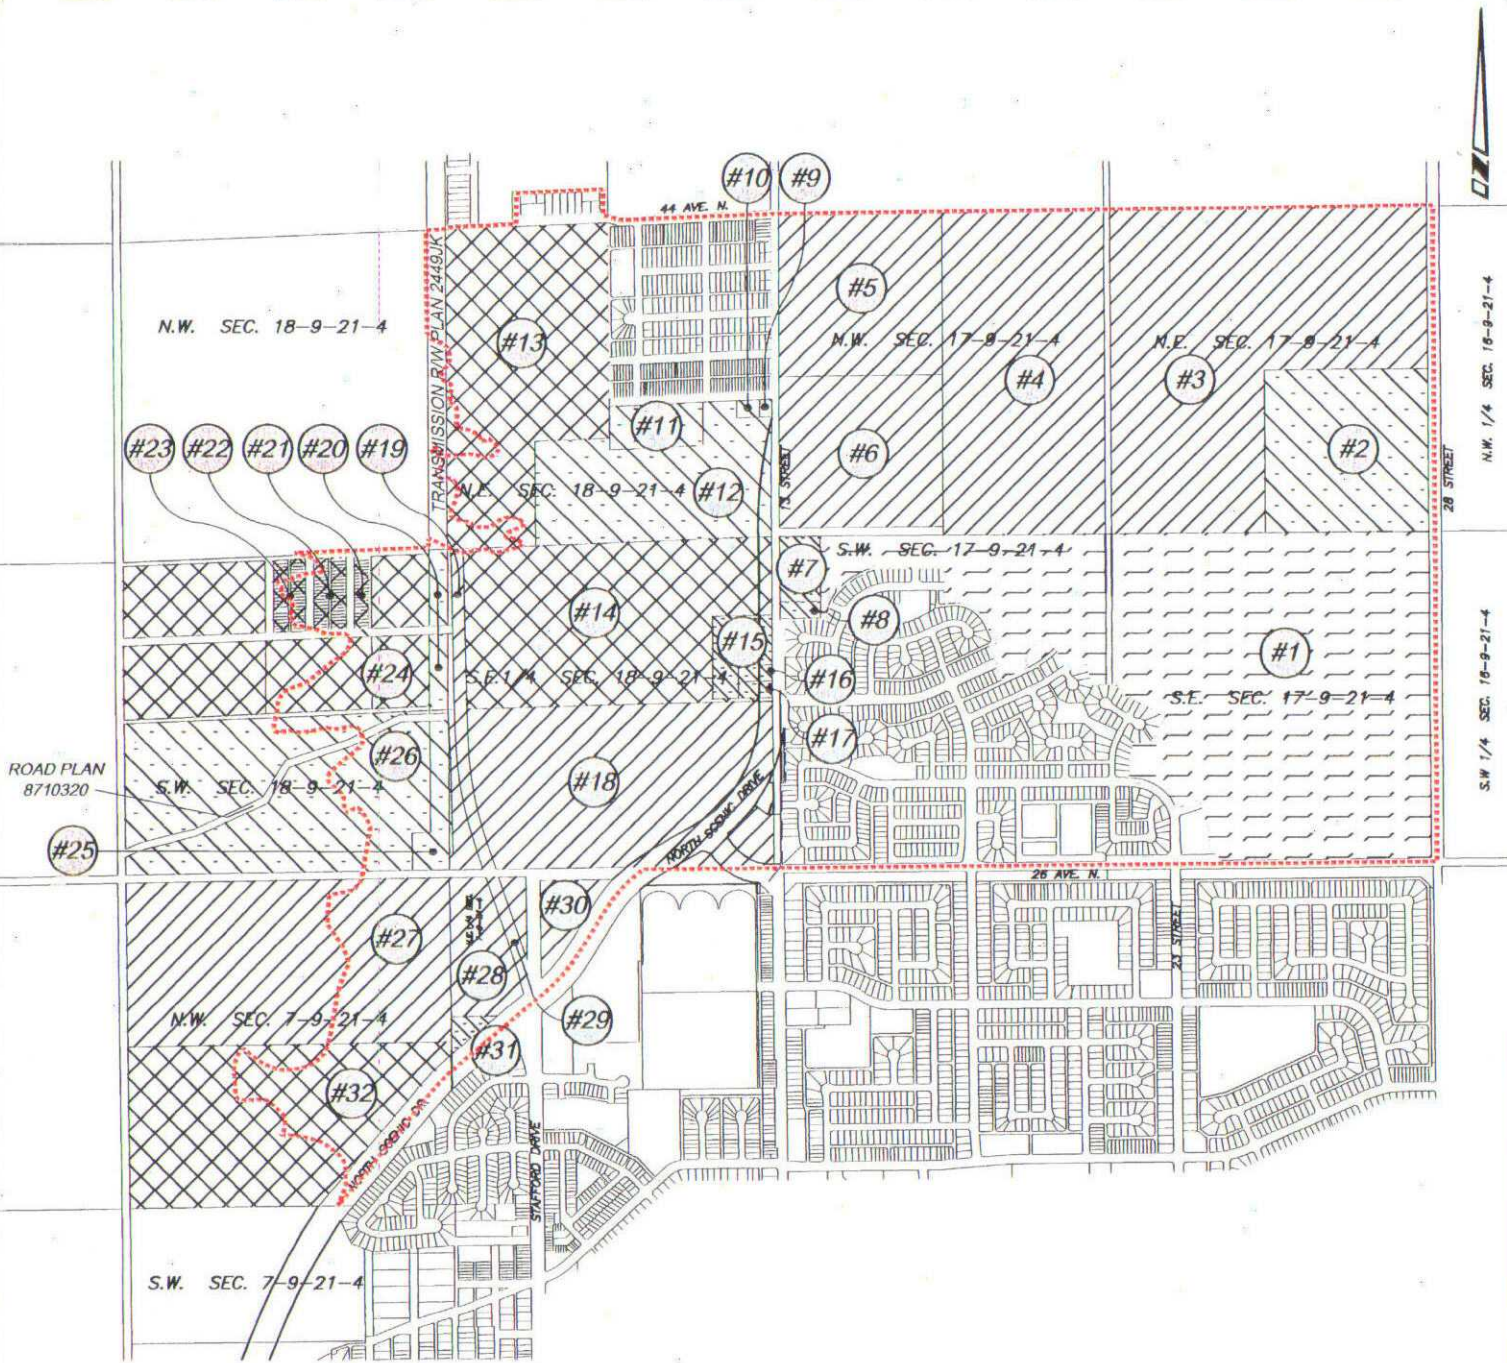 #10
#9
44 AVE. N.
#5
#13
N.W. SEC. 18-9-21-4
TRANSMISSION R/W PLAN 2449JK
N.W. SEC. 17-9-21-4
N.E. SEC. 17-9-21-4
N.W. 1/4 SEC. 16-9-21-4
#4
#3
#11
#23
#22
#21
#20
#19
#6
#2
28 STREET
13 STREET
N.E. SEC. 18-9-21-4
#12
S.W. SEC. 17-9-21-4
#7
#14
#8
#15
#1
S.W 1/4 SEC. 16-9-21-4
#24
S.E.1/4 SEC. 18-9-21-4
#16
S.E. SEC. 17-9-21-4
#17
#26
ROAD PLAN
8710320
S.W. SEC. 18-9-21-4
#18
NORTH SCENIC DRIVE
#25
26 AVE. N.
#30
#27
23 STREET
#28
N.W. SEC. 7-9-21-4
#29
#31
#32
NORTH SCENIC DR
STAFFORD DRIVE
S.W. SEC. 7-9-21-4